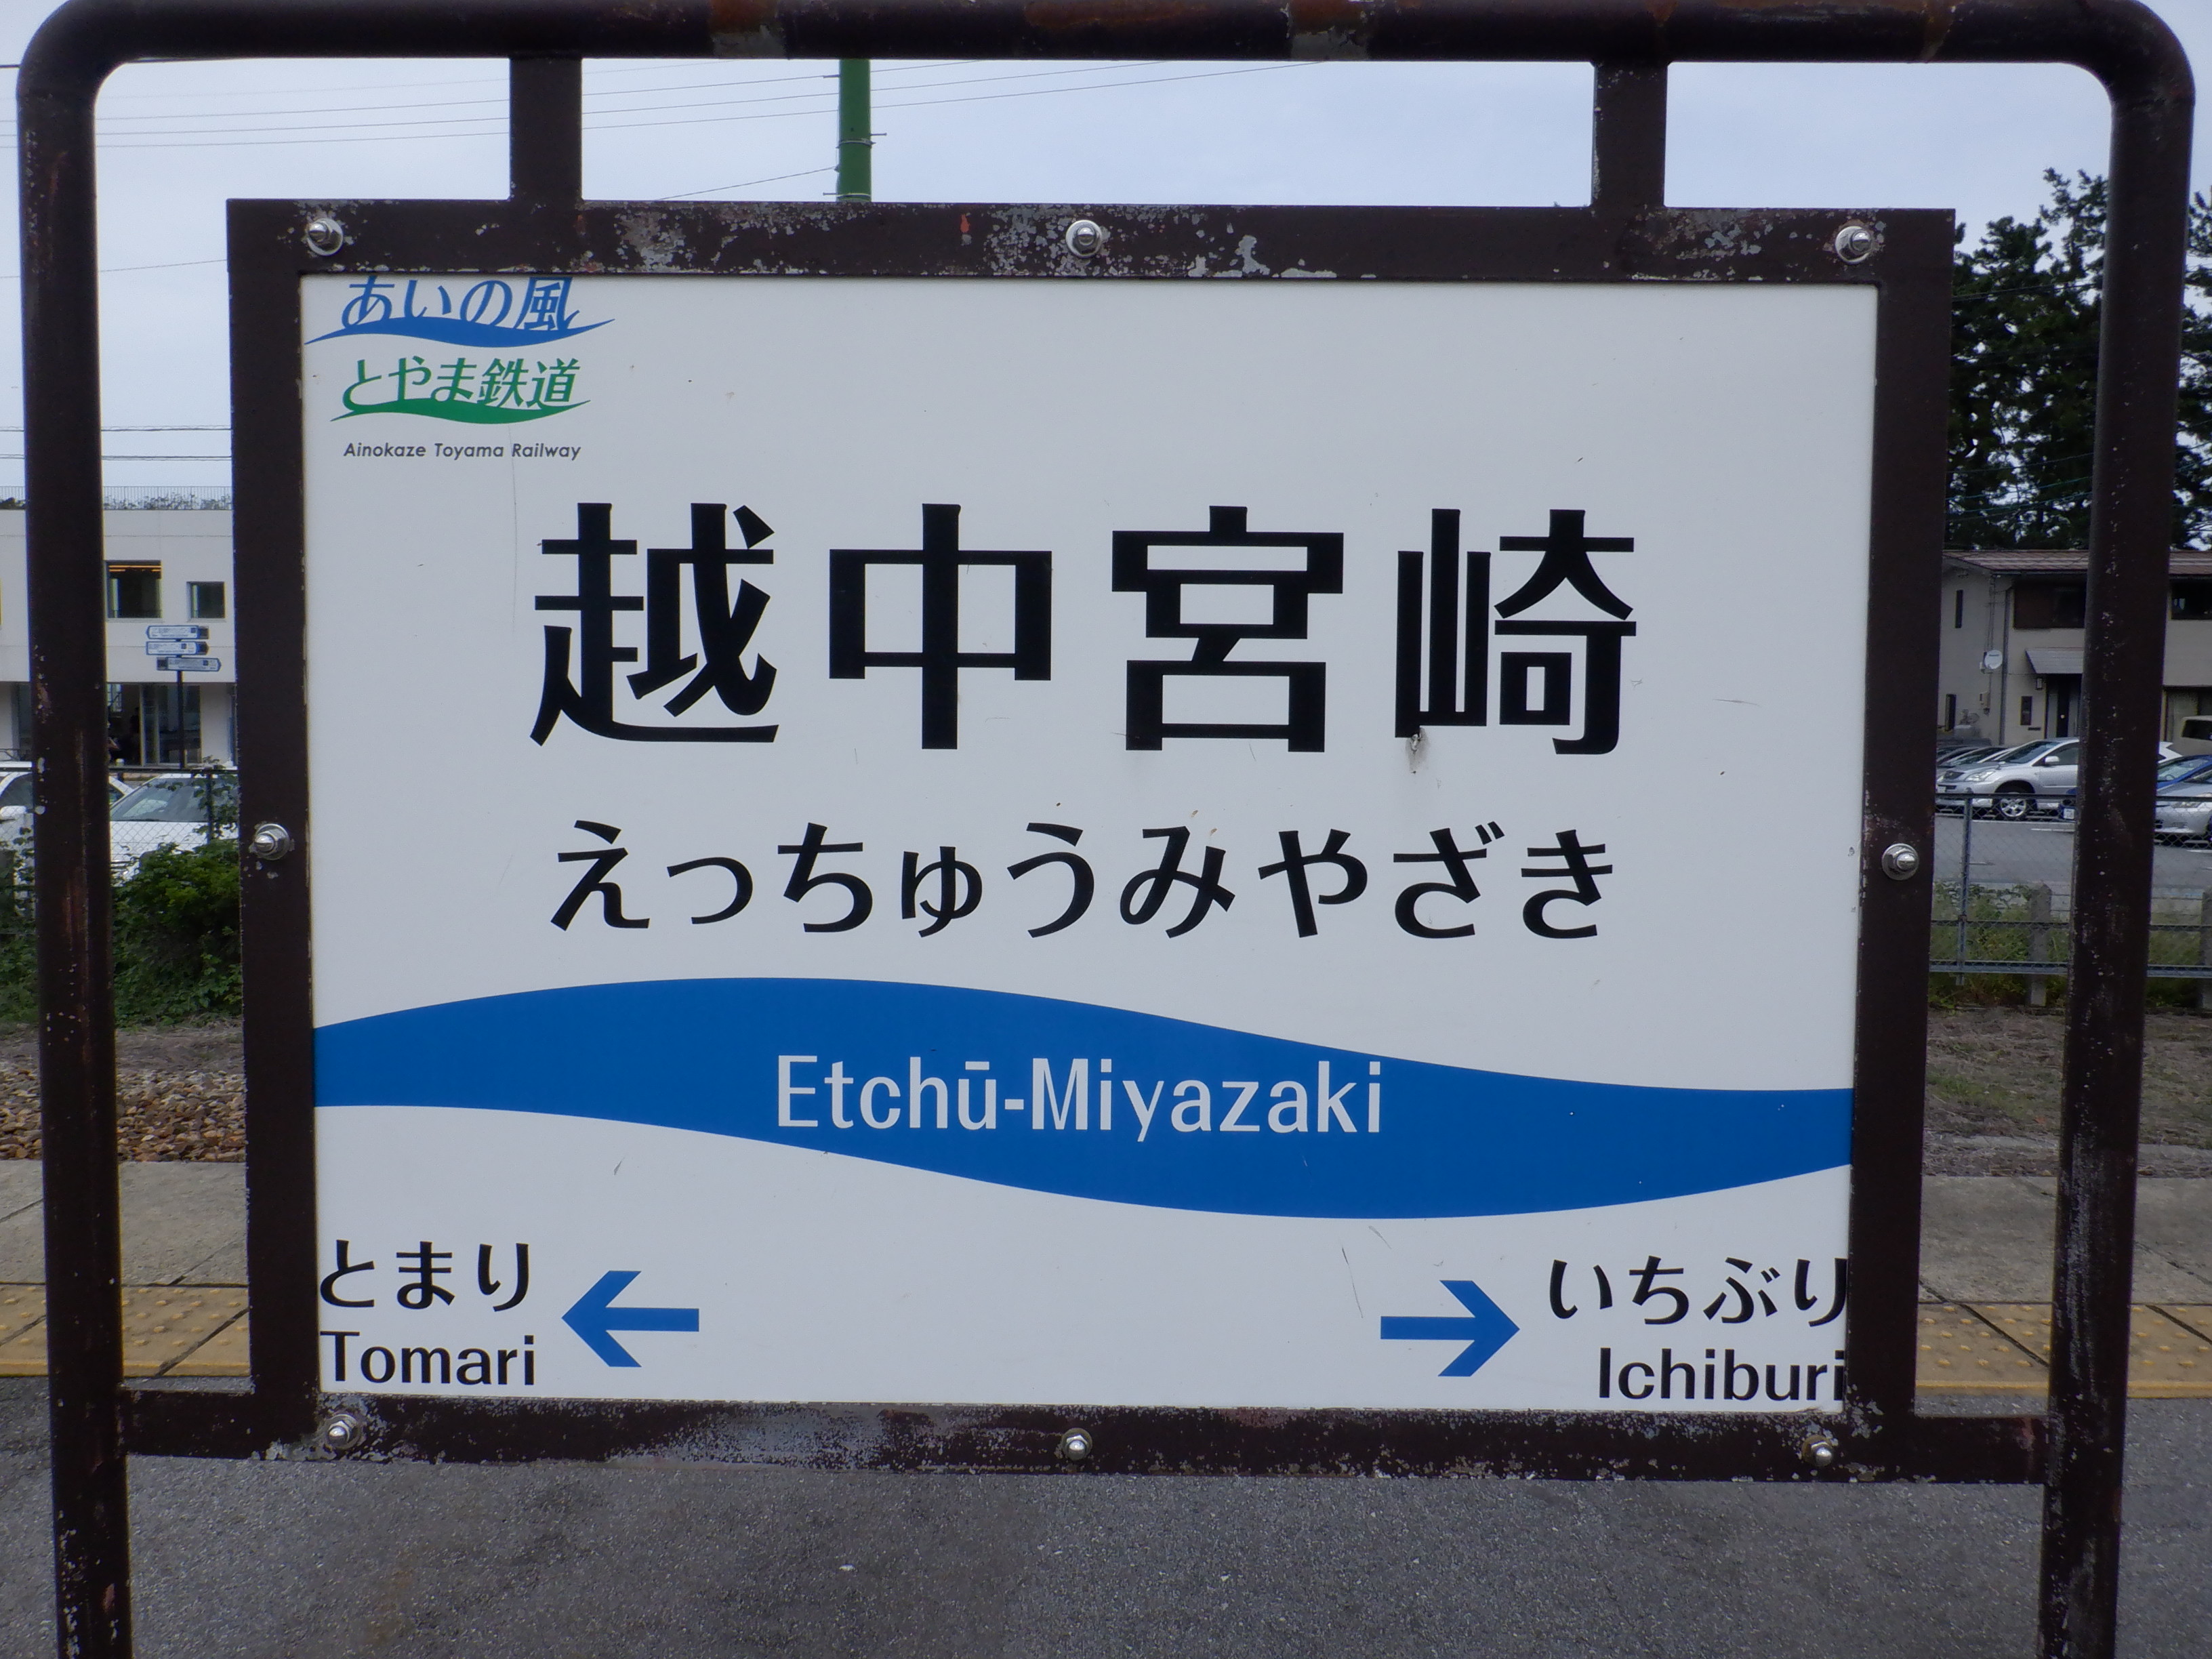 あいの風
とやま鉄道
Ainokaze Toyama Railway
越中宮崎
えっちゅうみやざき
Etchū-Miyazaki
とまり
Tomari
いちぶり
Ichiburi